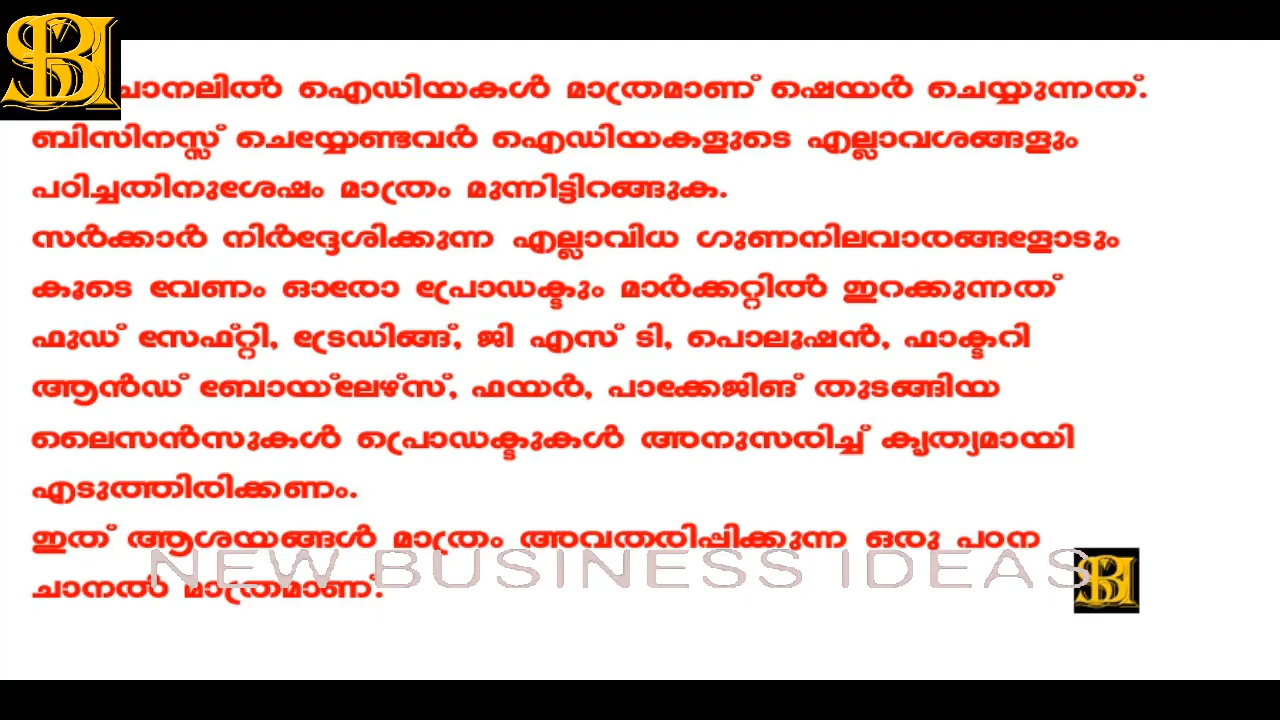 ചാനലിൽ ഐഡിയകൾ മാത്രമാണ് ഷെയർ ചെയ്യുന്നത്.
ബിസിനസ്സ് ചെയ്യേണ്ടവർ ഐഡിയകളുടെ എല്ലാവശങ്ങളും
പഠിച്ചതിനുശേഷം മാത്രം മുന്നിട്ടിറങ്ങുക.
സർക്കാർ നിർദ്ദേശിക്കുന്ന എല്ലാവിധ ഗുണനിലവാരങ്ങളോടും
കൂടെ വേണം ഓരോ പ്രോഡക്ടും മാർക്കറ്റിൽ ഇറക്കുന്നത്
ഫുഡ് സേഫ്റ്റി, ട്രേഡിങ്ങ്, ജി എസ് ടി, പൊലൂഷൻ, ഫാക്ടറി
ആൻഡ് ബോയ്ലേഴ്സ്, ഫയർ, പാക്കേജിങ് തുടങ്ങിയ
ലൈസൻസുകൾ പ്രൊഡക്ടുകൾ അനുസരിച്ച് കൃത്യമായി
എടുത്തിരിക്കണം.
ഇത് ആശയങ്ങൾ മാത്രം അവതരിപ്പിക്കുന്ന ഒരു പഠന
ചാനൽ മാത്രമാണ്.
NEW BUSINESS IDEAS